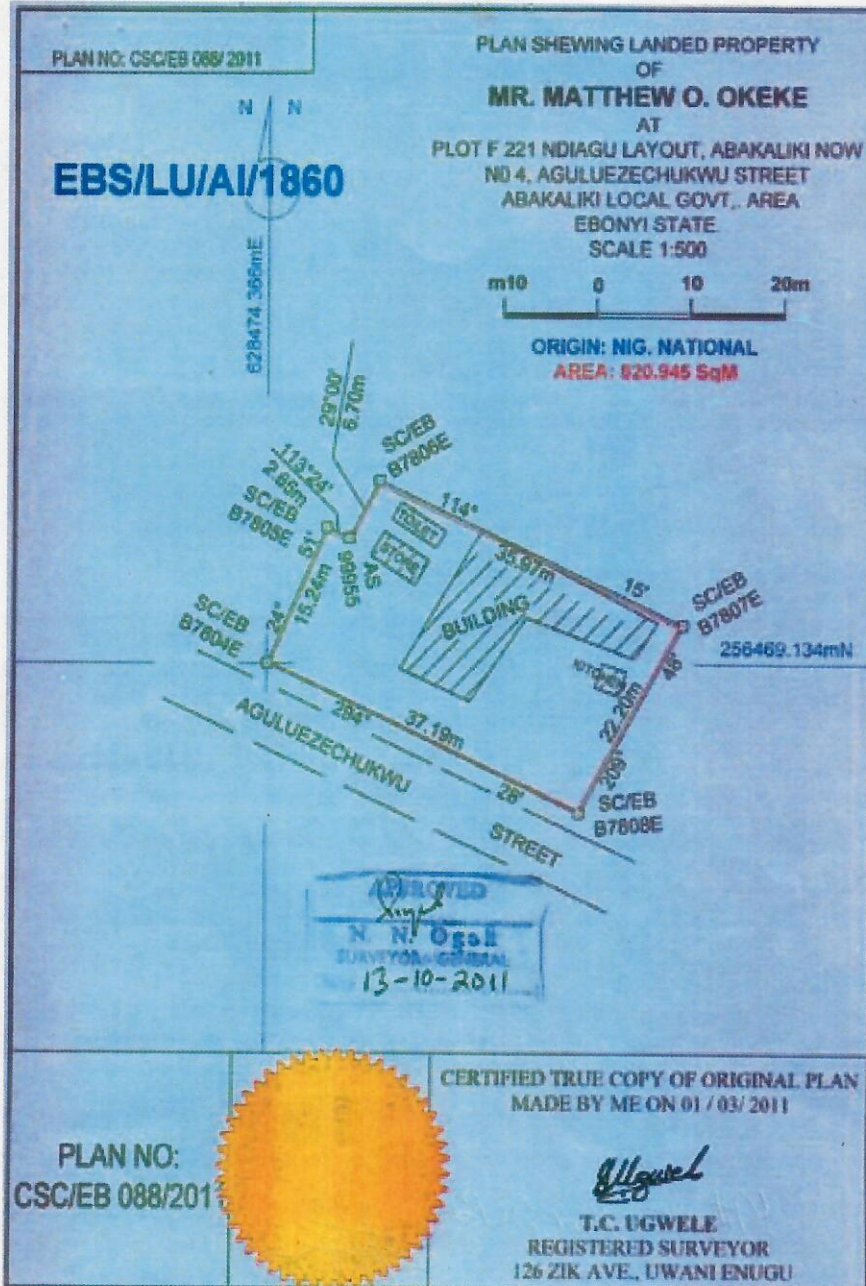 PLAN NO: CSC/EB 088/2011
PLAN SHEWING LANDED PROPERTY
OF
MR. MATTHEW O. OKEKE
AT
PLOT F 221 NDIAGU LAYOUT, ABAKALIKI NOW
NO 4, AGULUEZECHUKWU STREET
ABAKALIKI LOCAL GOVT,. AREA
EBONYI STATE.
SCALE 1:500
m10 0 10 20m
ORIGIN: NIG. NATIONAL
AREA: 820.945 SqM
N N
EBS/LU/AI/1860
628474.366mE
29°00'
6.70m
SC/EB
B7806E
113°24'
2.65m
SC/EB
B7805E
TOILET
STORE
114°
35.97m
15'
AS
99955
51'
15.24m
24°
SC/EB
B7804E
BUILDING
SC/EB
B7807E
256469.134mN
KITCHEN
48'
22.20m
209°
284°
37.19m
28'
SC/EB
B7808E
AGULUEZECHUKWU
STREET
APPROVED
N. N. Ogali
SURVEYOR-GENERAL
13-10-2011
PLAN NO:
CSC/EB 088/201
CERTIFIED TRUE COPY OF ORIGINAL PLAN
MADE BY ME ON 01 / 03/ 2011
T.C. UGWELE
REGISTERED SURVEYOR
126 ZIK AVE., UWANI ENUGU